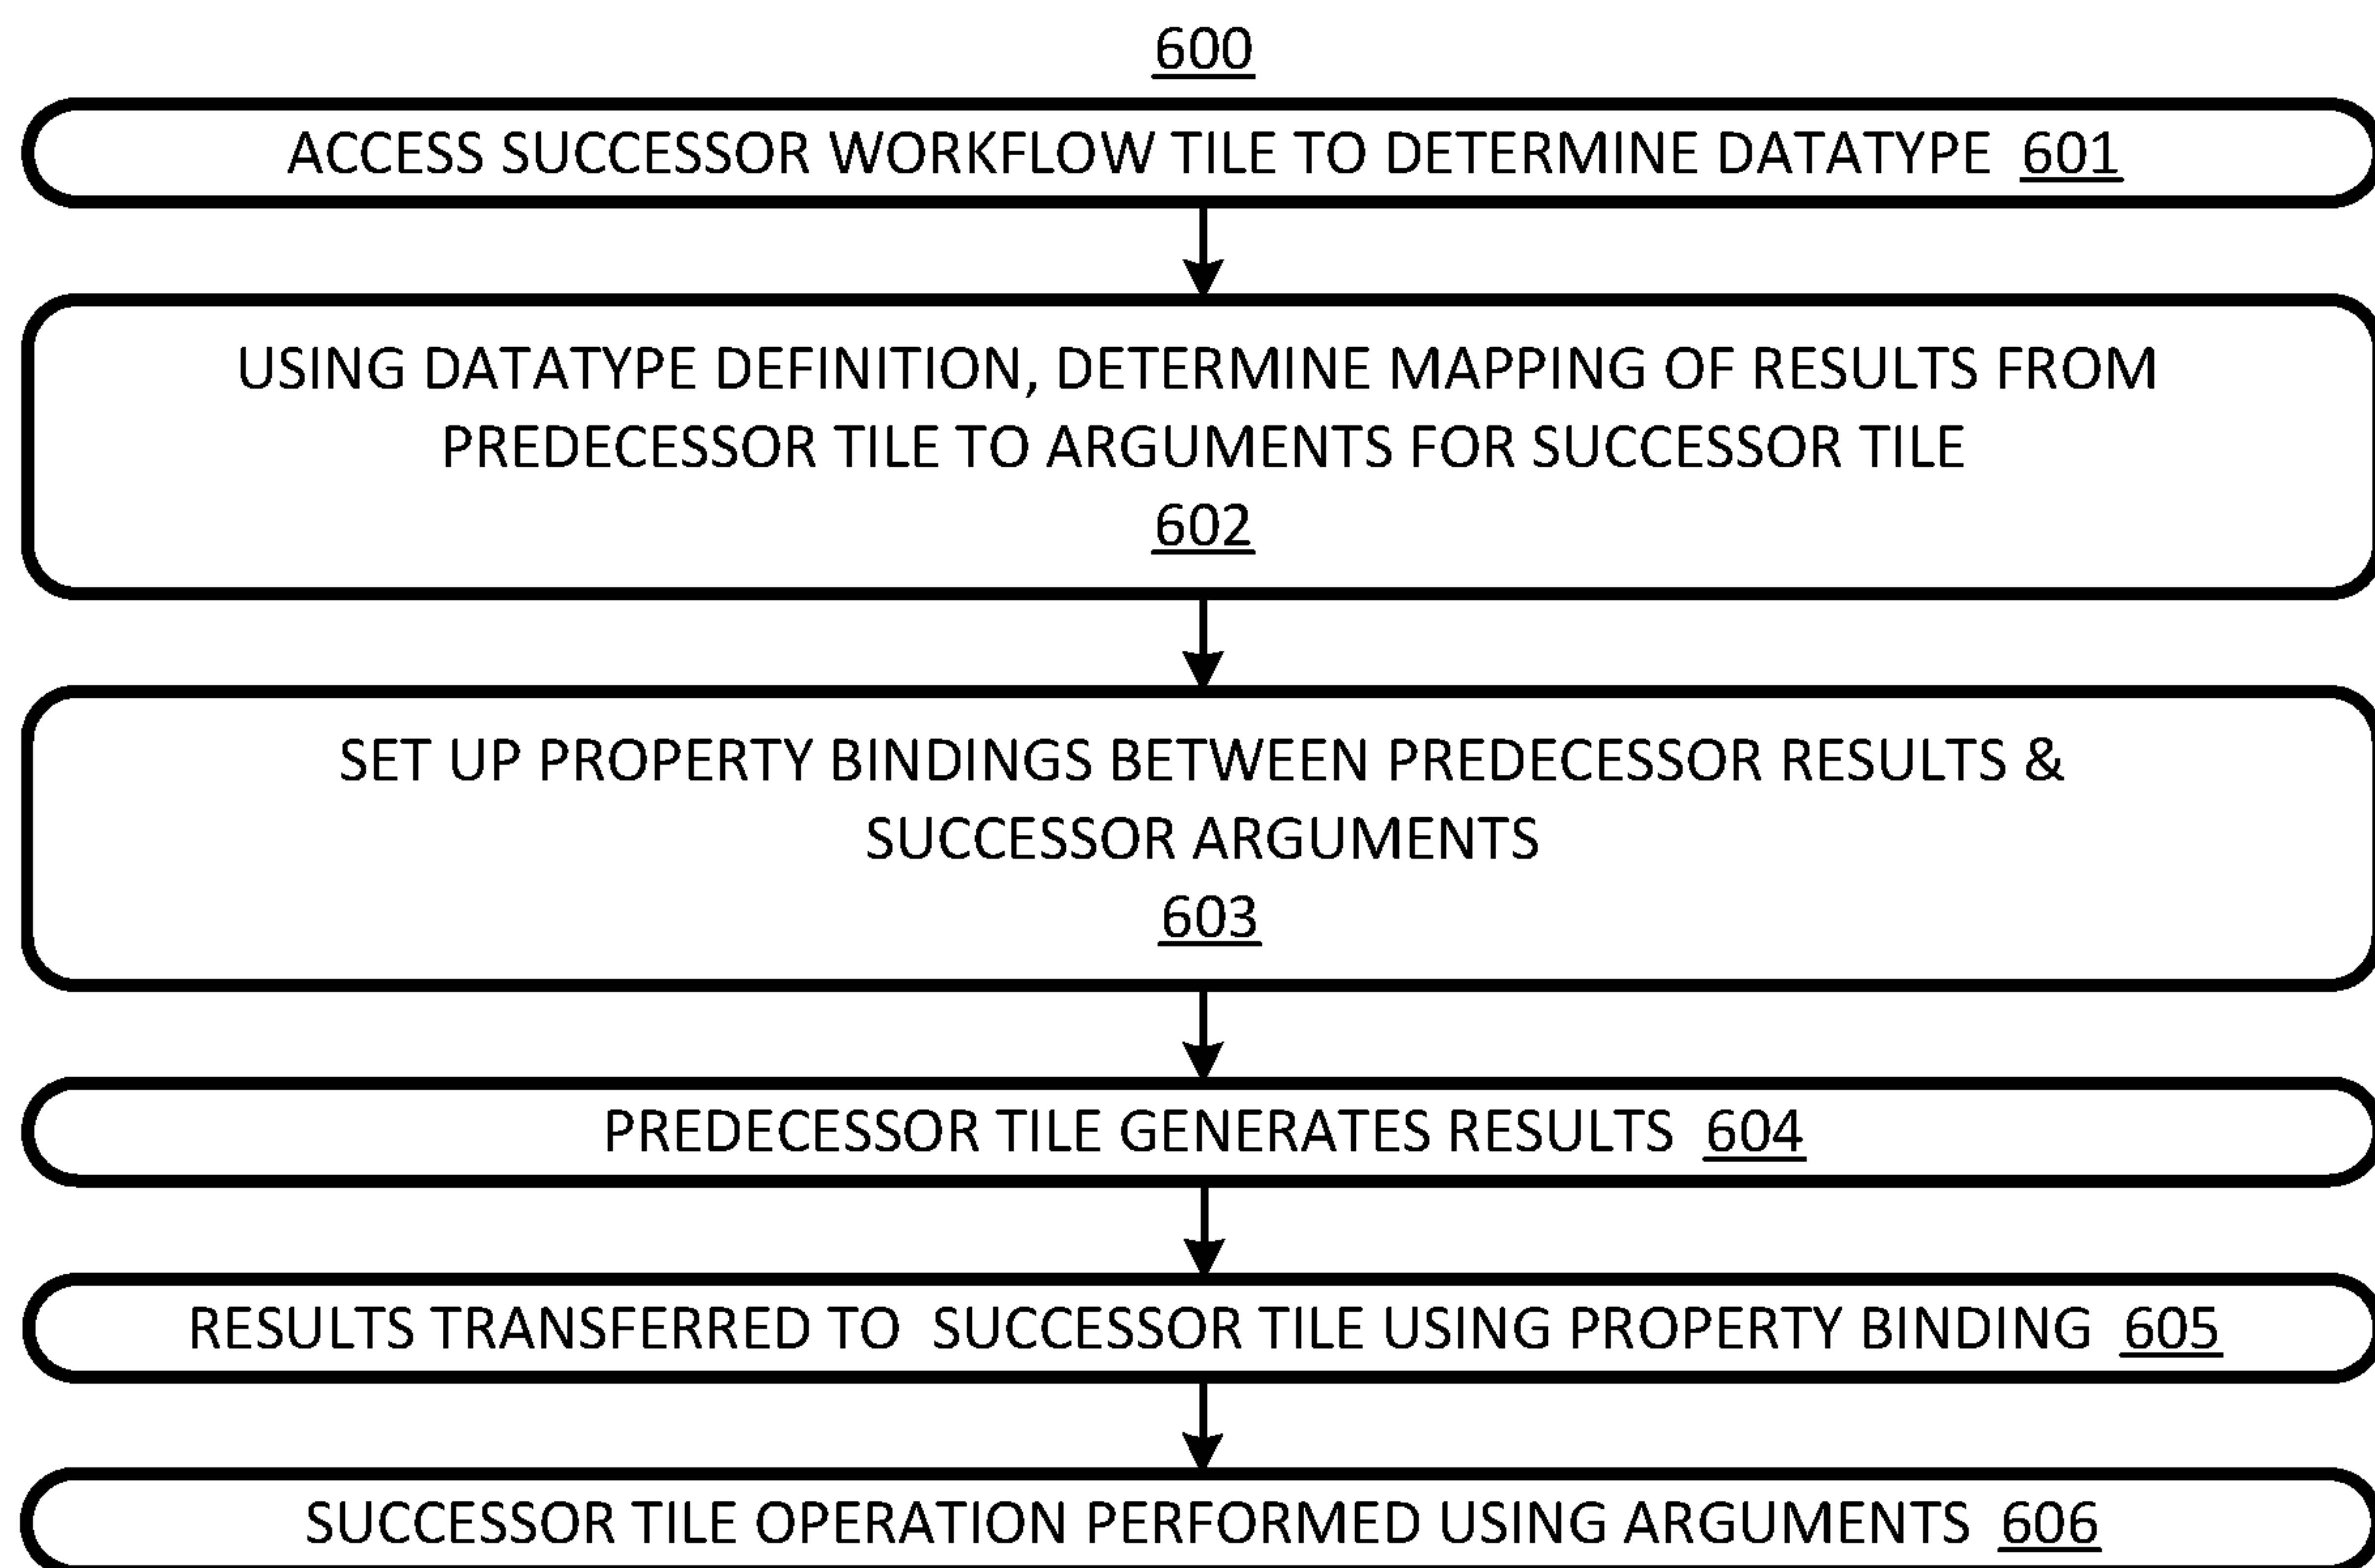 600
ACCESS SUCCESSOR WORKFLOW TILE TO DETERMINE DATATYPE 601
USING DATATYPE DEFINITION, DETERMINE MAPPING OF RESULTS FROM
PREDECESSOR TILE TO ARGUMENTS FOR SUCCESSOR TILE
602
SET UP PROPERTY BINDINGS BETWEEN PREDECESSOR RESULTS &
SUCCESSOR ARGUMENTS
603
PREDECESSOR TILE GENERATES RESULTS 604
RESULTS TRANSFERRED TO SUCCESSOR TILE USING PROPERTY BINDING 605
SUCCESSOR TILE OPERATION PERFORMED USING ARGUMENTS 606